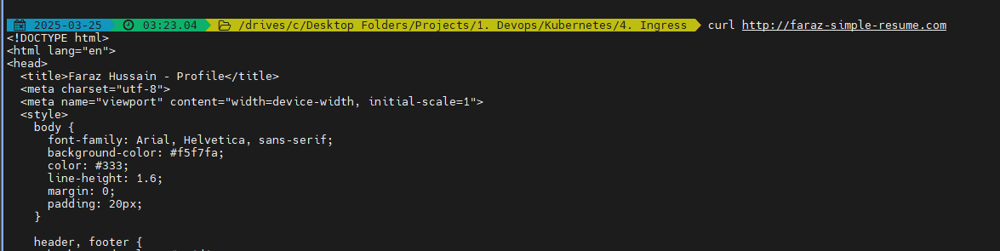 2025-03-25 03:23.04 /drives/c/Desktop Folders/Projects/1. Devops/Kubernetes/4. Ingress curl http://faraz-simple-resume.com
<!DOCTYPE html>
<html lang="en">
<head>
  <title>Faraz Hussain - Profile</title>
  <meta charset="utf-8">
  <meta name="viewport" content="width=device-width, initial-scale=1">
  <style>
    body {
      font-family: Arial, Helvetica, sans-serif;
      background-color: #f5f7fa;
      color: #333;
      line-height: 1.6;
      margin: 0;
      padding: 20px;
    }
    header, footer {